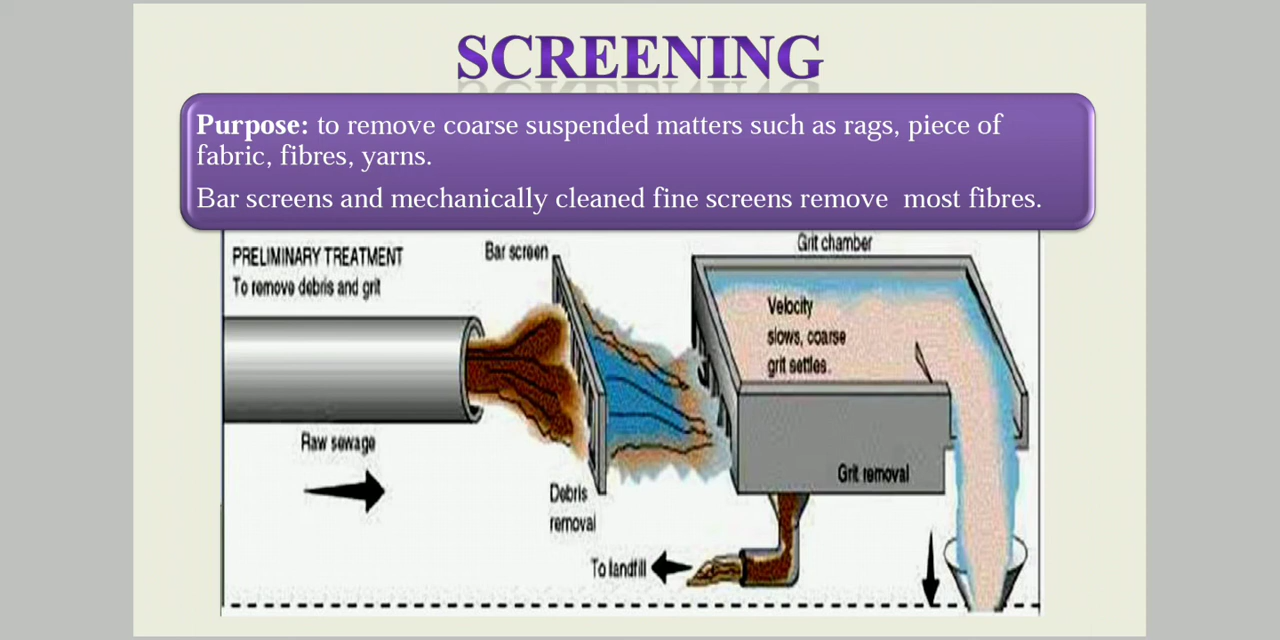 SCREENING
Purpose: to remove coarse suspended matters such as rags, piece of
fabric, fibres, yarns.
Bar screens and mechanically cleaned fine screens remove  most fibres.
PRELIMINARY TREATMENT
To remove debris and grit
Bar screen
Grit chamber
Velocity
slows, coarse
grit settles.
Raw sewage
Grit removal
Debris
removal
To landfill